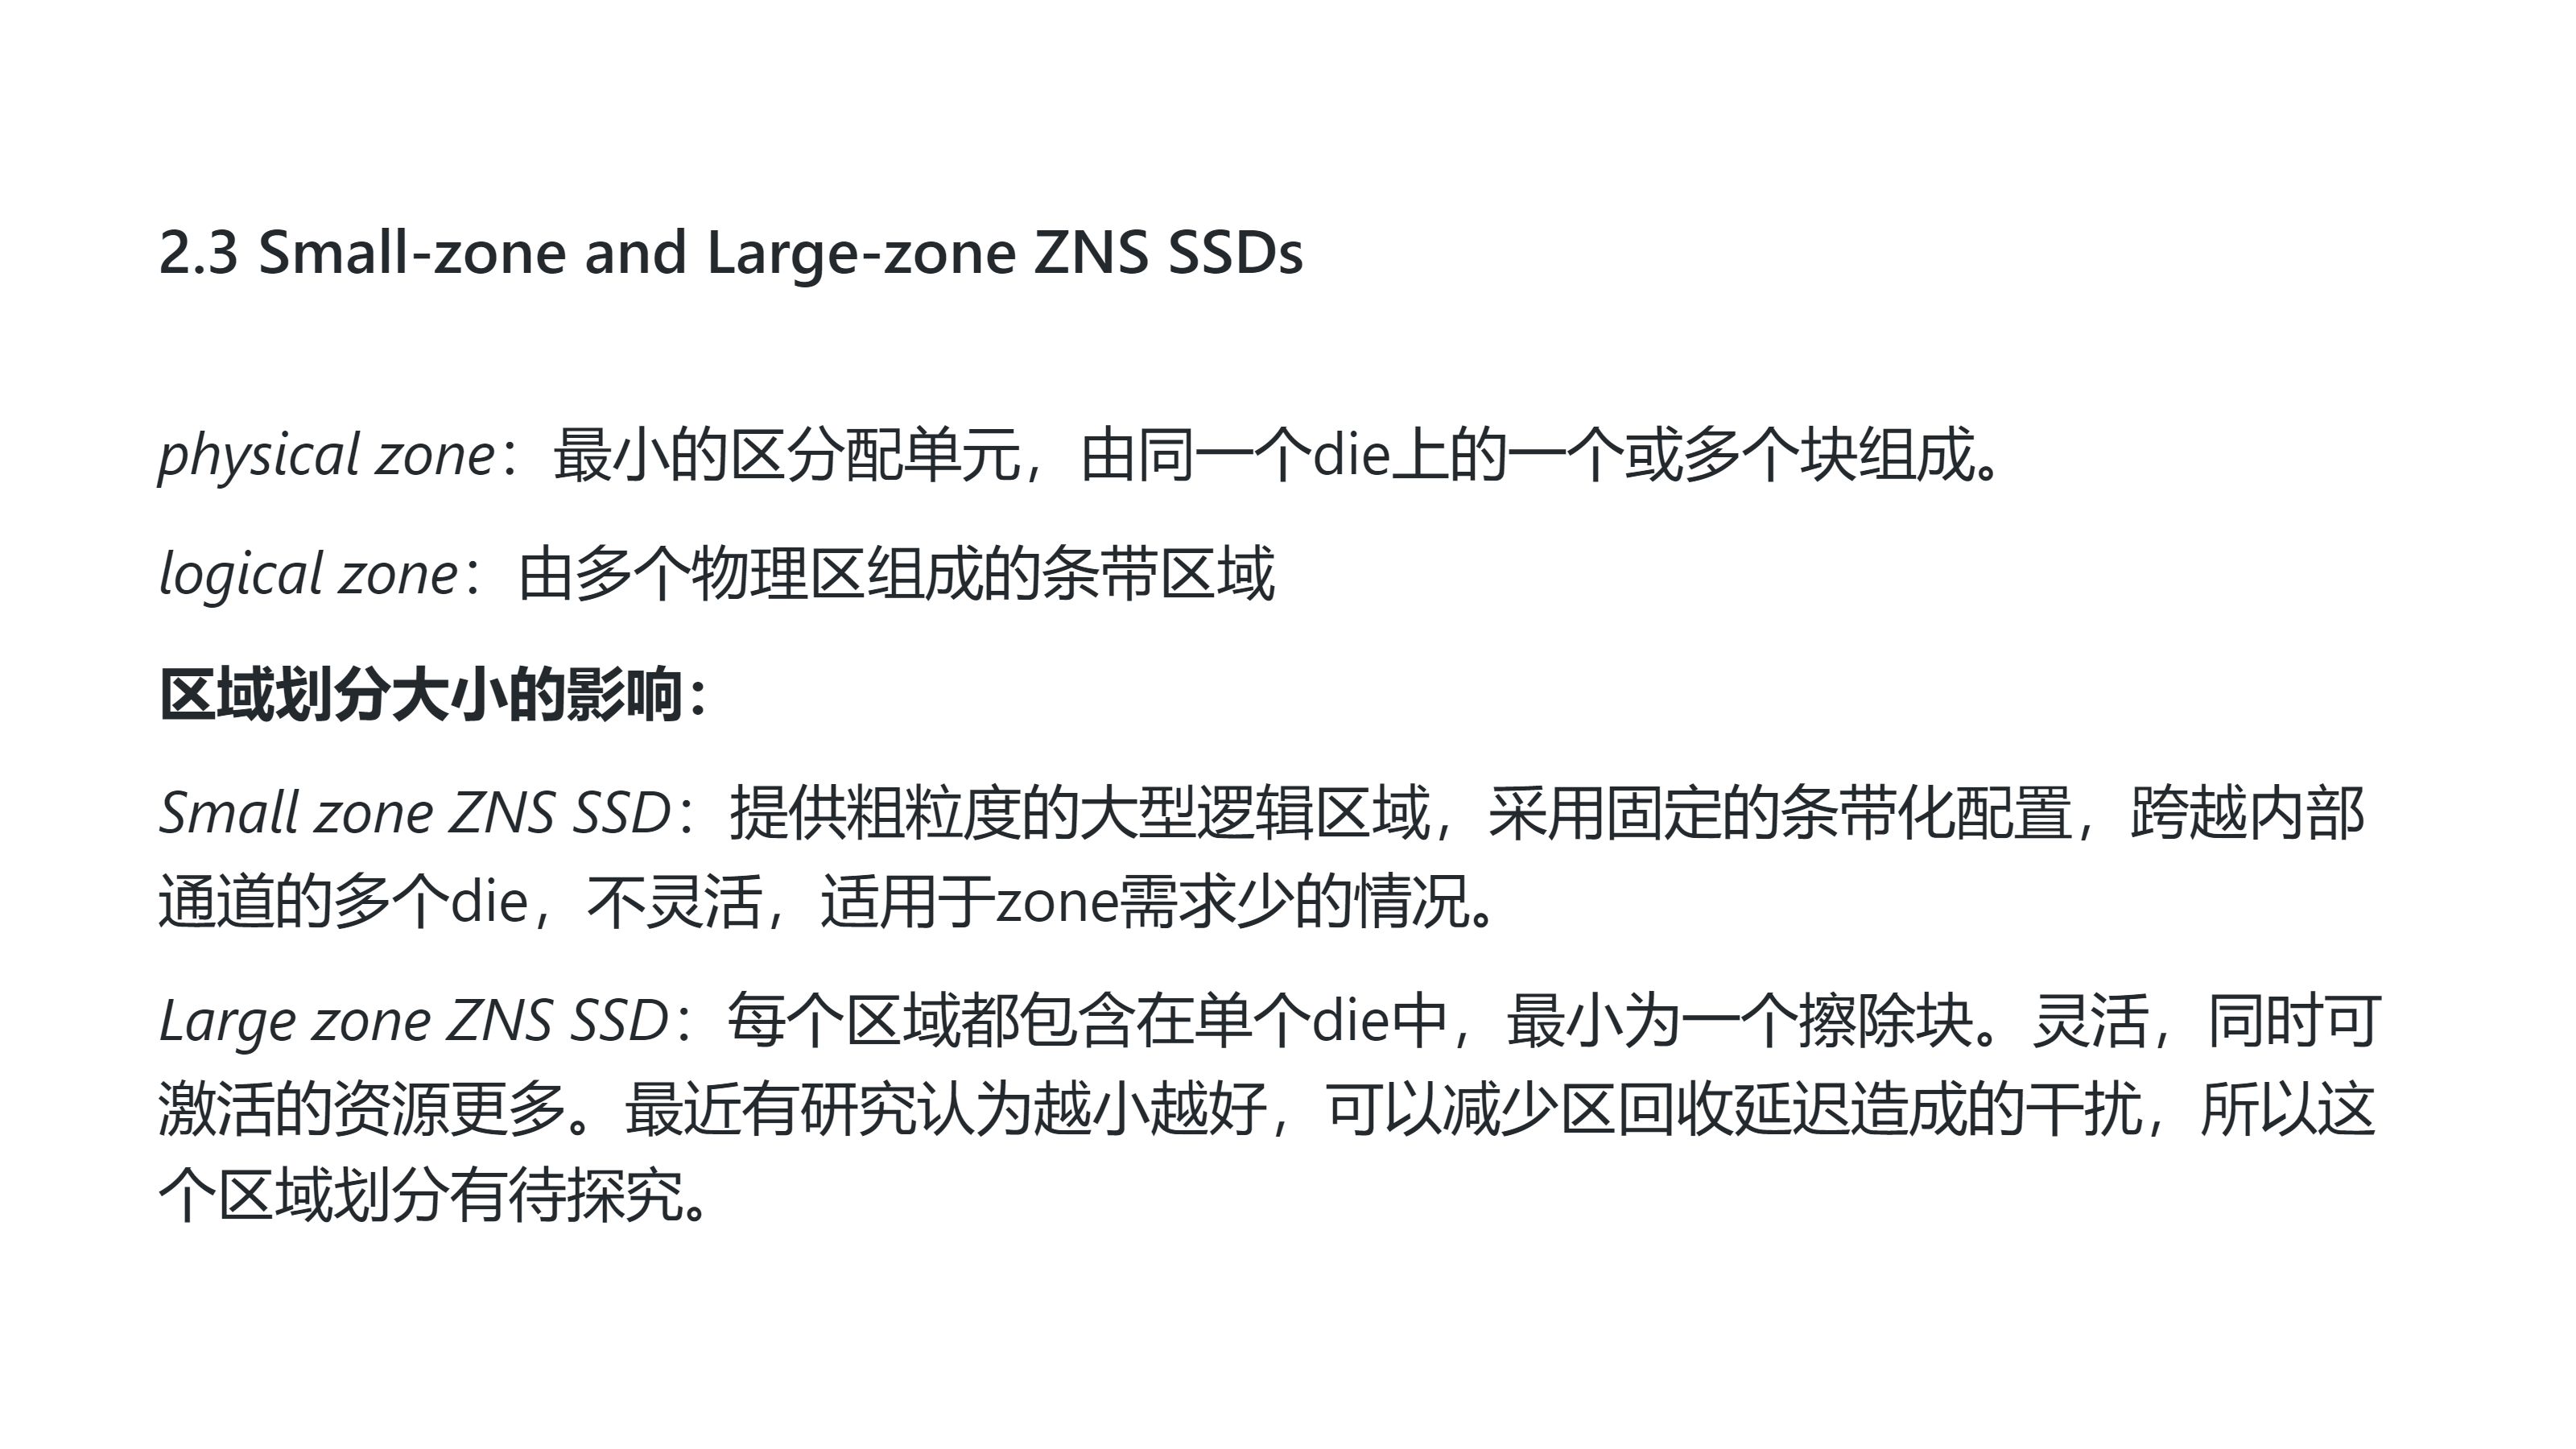 2.3 Small-zone and Large-zone ZNS SSDs
physical zone：最小的区分配单元，由同一个die上的一个或多个块组成。
logical zone：由多个物理区组成的条带区域
区域划分大小的影响：
Small zone ZNS SSD：提供粗粒度的大型逻辑区域，采用固定的条带化配置，跨越内部
通道的多个die，不灵活，适用于zone需求少的情况。
Large zone ZNS SSD：每个区域都包含在单个die中，最小为一个擦除块。灵活，同时可
激活的资源更多。最近有研究认为越小越好，可以减少区回收延迟造成的干扰，所以这
个区域划分有待探究。